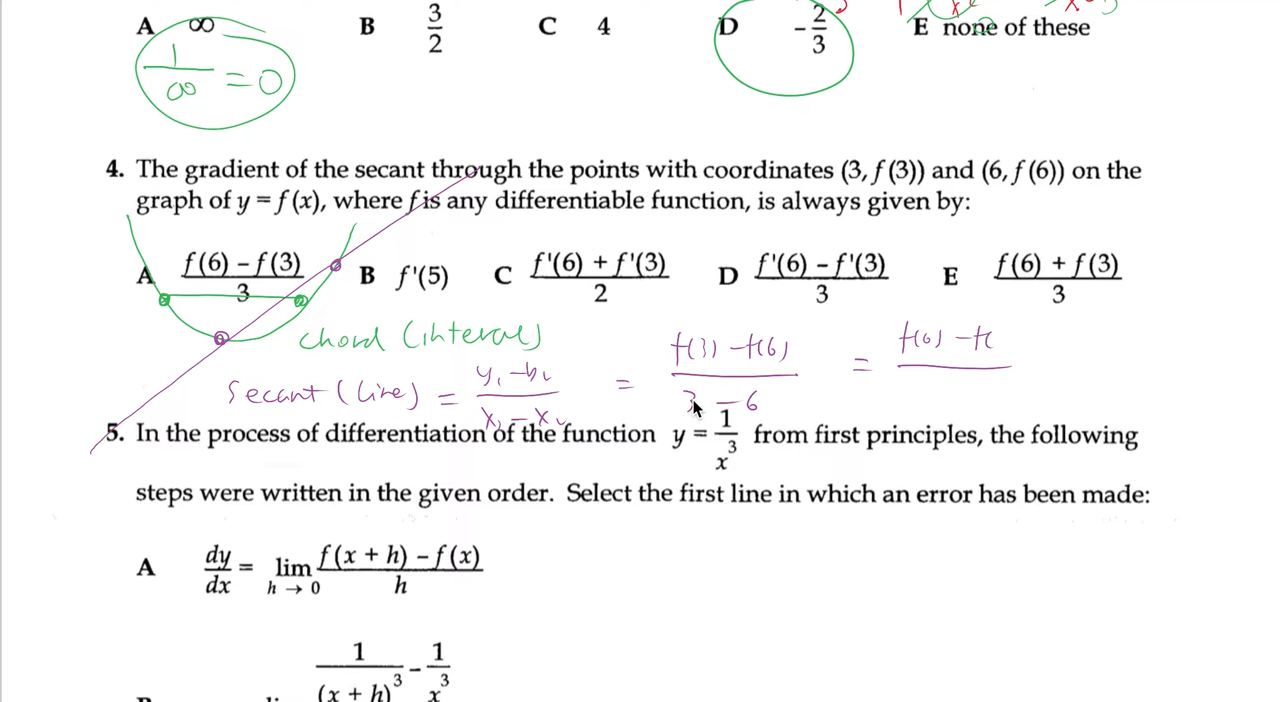 A ∞ B 3/2 C 4 D -2/3 E none of these
1/∞ = 0
4. The gradient of the secant through the points with coordinates (3, f(3)) and (6, f(6)) on the
graph of y = f(x), where f is any differentiable function, is always given by:
A f(6) - f(3)/3 B f'(5) C f'(6) + f'(3)/2 D f'(6) - f'(3)/3 E f(6) + f(3)/3
chord (interval)
secant (line) = y₁ - y₂/x₁ - x₂ = f(3) - f(6)/3 - 6 = f(6) - f(
5. In the process of differentiation of the function y = 1/x³ from first principles, the following
steps were written in the given order. Select the first line in which an error has been made:
A dy/dx = lim h → 0 f(x + h) - f(x)/h
1/(x + h)³ - 1/x³